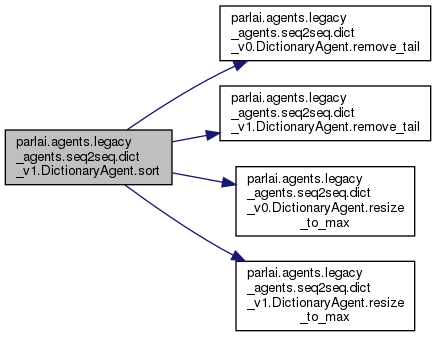 parlai.agents.legacy
_agents.seq2seq.dict
_v0.DictionaryAgent.remove_tail
parlai.agents.legacy
_agents.seq2seq.dict
_v1.DictionaryAgent.remove_tail
parlai.agents.legacy
_agents.seq2seq.dict
_v1.DictionaryAgent.sort
parlai.agents.legacy
_agents.seq2seq.dict
_v0.DictionaryAgent.resize
_to_max
parlai.agents.legacy
_agents.seq2seq.dict
_v1.DictionaryAgent.resize
_to_max